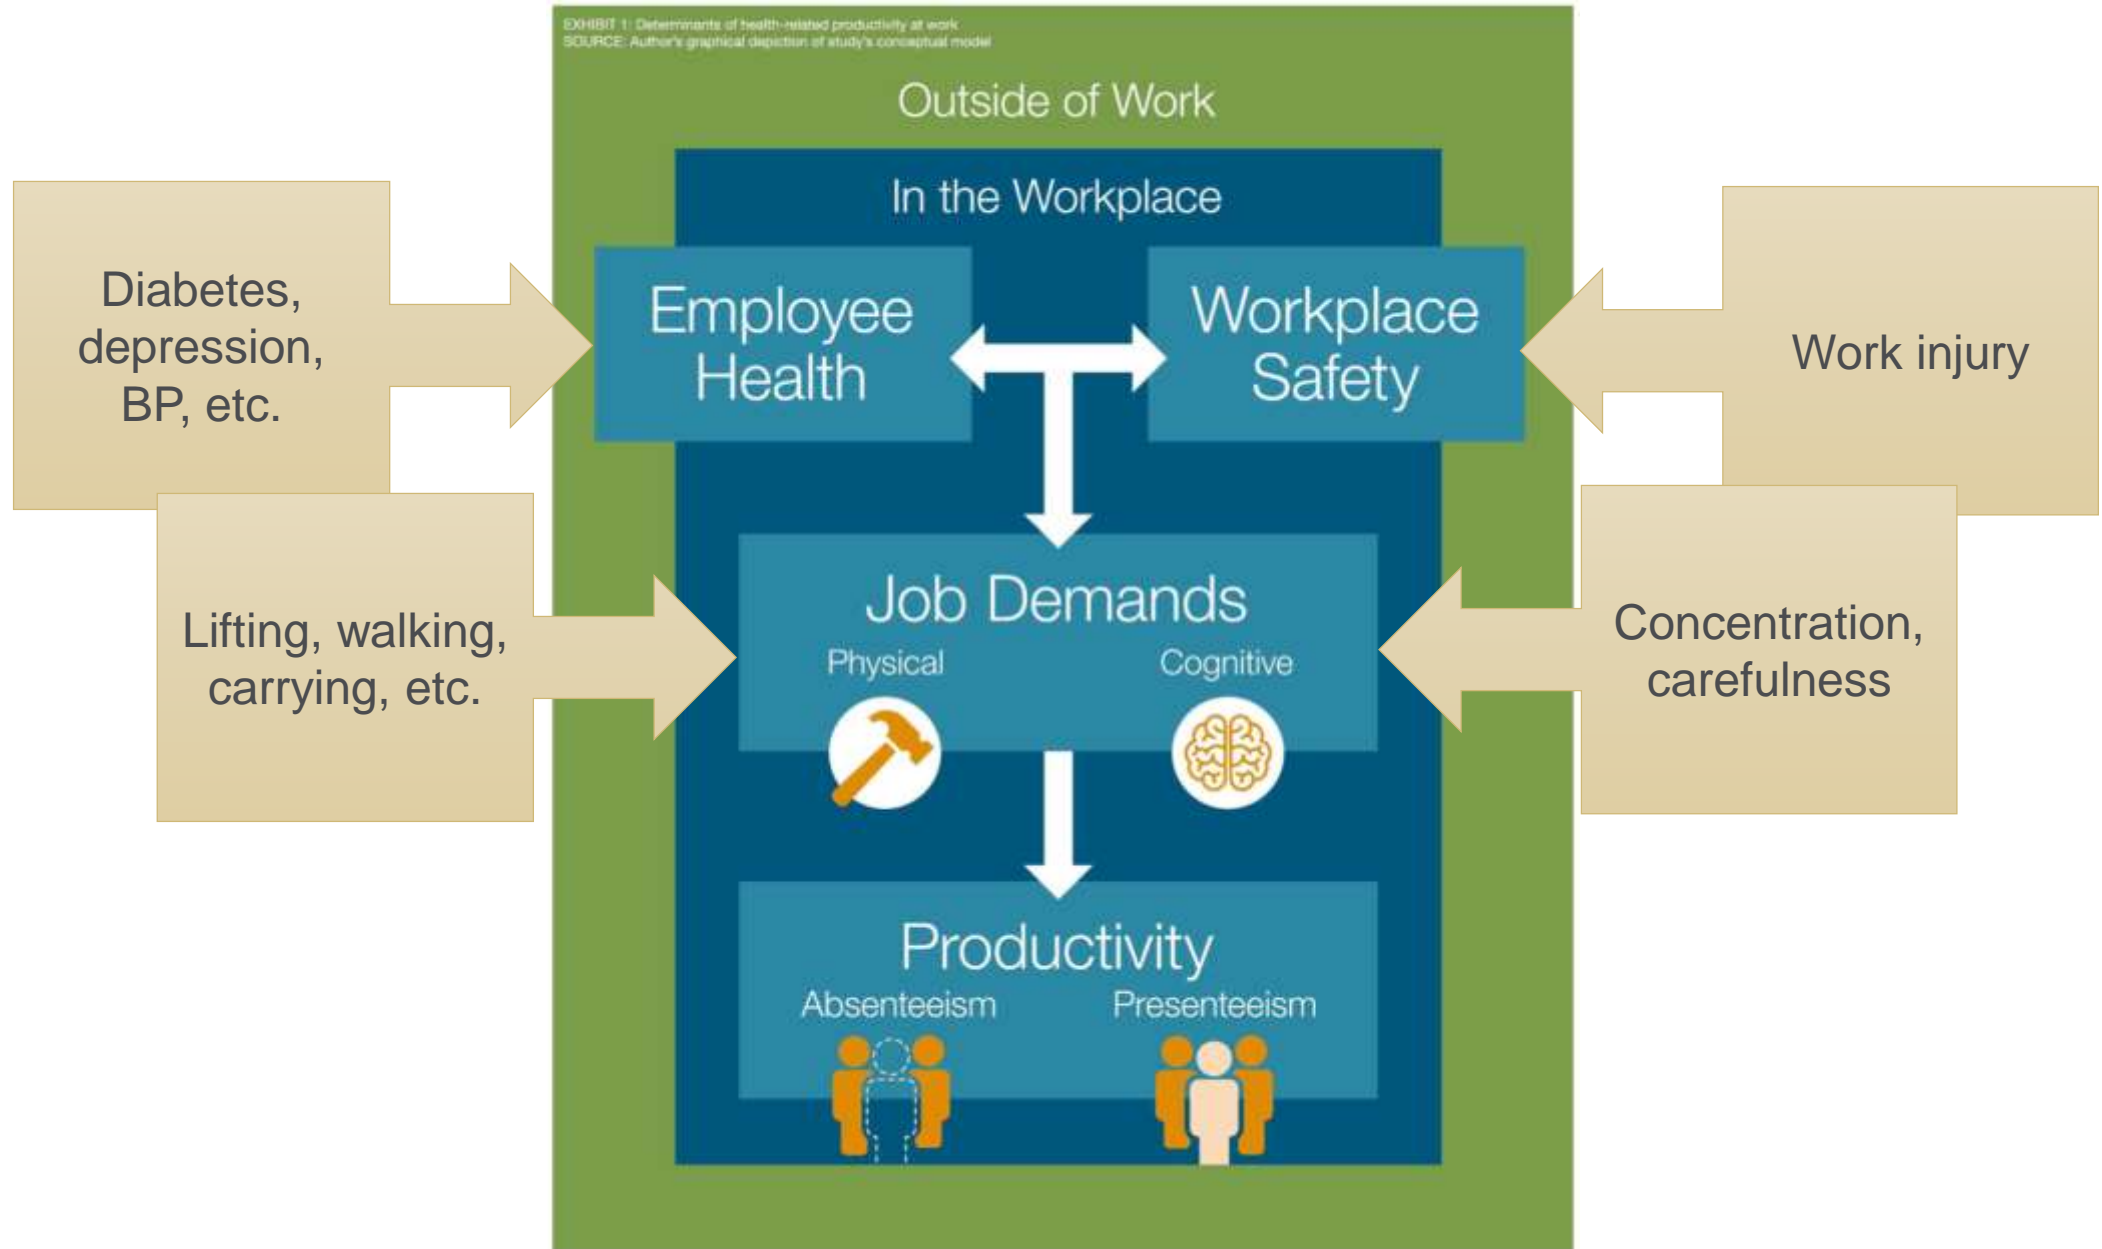 EXHIBIT 1: Determinants of health-related productivity at work
SOURCE: Author's graphical depiction of study's conceptual model
Outside of Work
In the Workplace
Diabetes,
depression,
BP, etc.
Employee
Health
Workplace
Safety
Work injury
Lifting, walking,
carrying, etc.
Job Demands
Physical
Cognitive
Concentration,
carefulness
Productivity
Absenteeism
Presenteeism